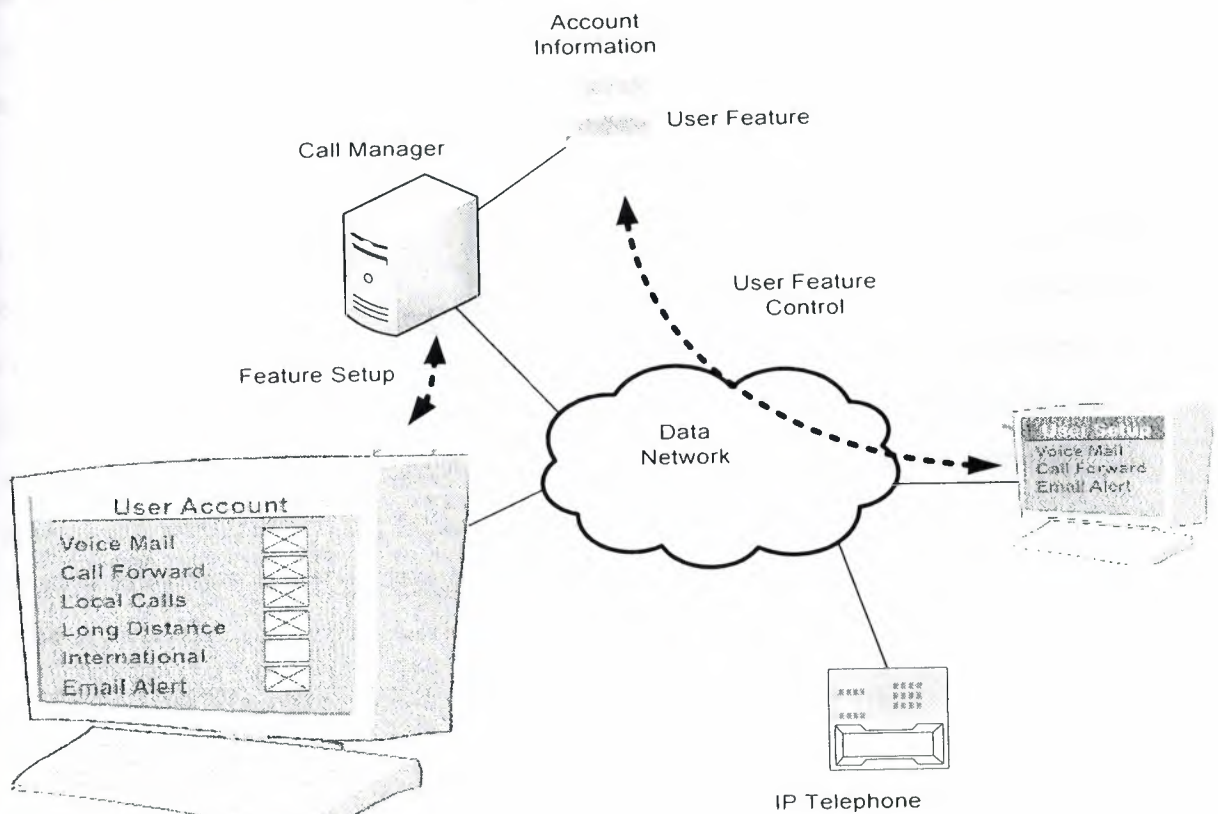 Account
Information
User Feature
Call Manager
User Feature
Control
Feature Setup
Data
Network
User Setup
Voice Mail
Call Forward
Email Alert
User Account
Voice Mail
Call Forward
Local Calls
Long Distance
International
Email Alert
IP Telephone